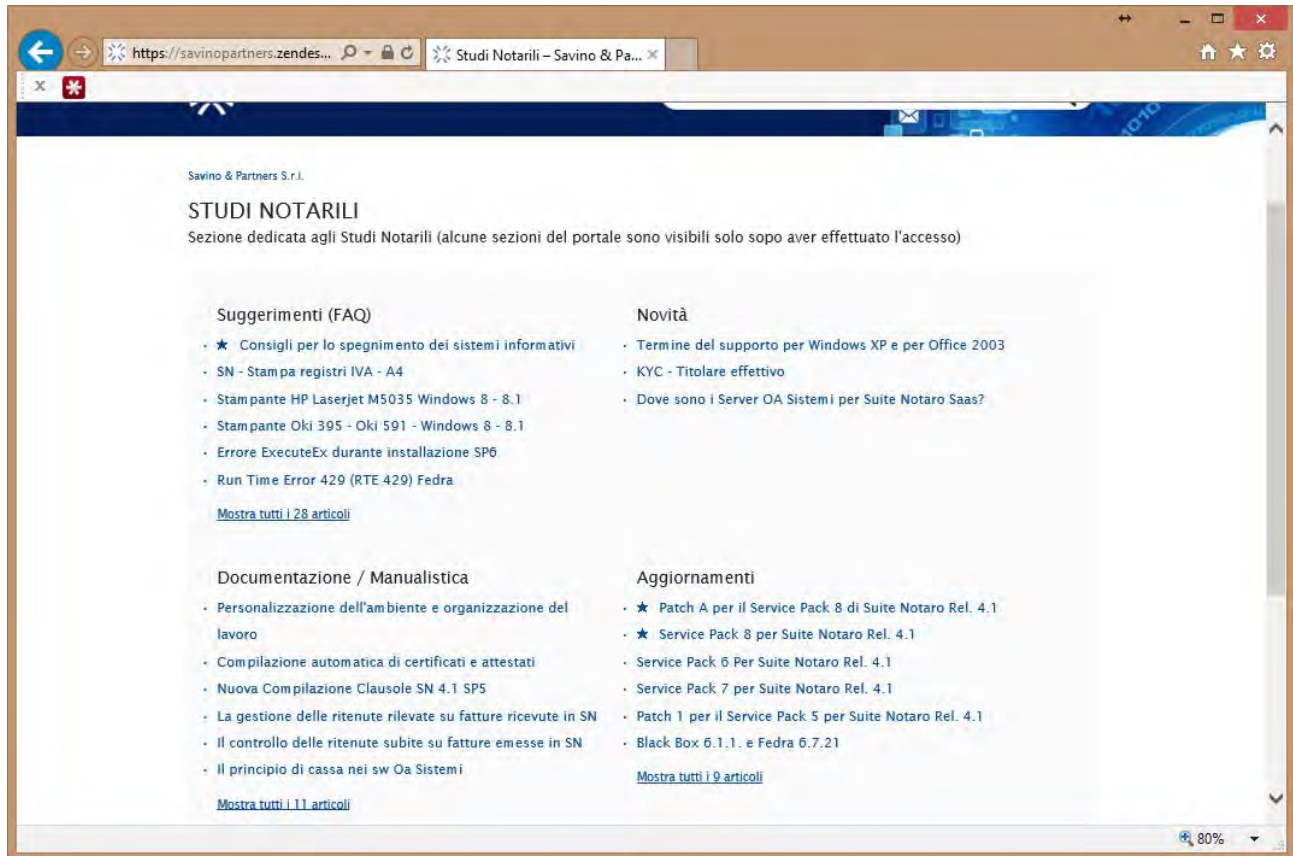 https://savinopartners.zendes...
Studi Notarili – Savino & Pa...
Savino & Partners S.r.l.
STUDI NOTARILI
Sezione dedicata agli Studi Notarili (alcune sezioni del portale sono visibili solo sopo aver effettuato l'accesso)
Suggerimenti (FAQ)
· ★ Consigli per lo spegnimento dei sistemi informativi
· SN - Stampa registri IVA - A4
· Stampante HP Laserjet M5035 Windows 8 - 8.1
· Stampante Oki 395 - Oki 591 - Windows 8 - 8.1
· Errore ExecuteEx durante installazione SP6
· Run Time Error 429 (RTE 429) Fedra
Mostra tutti i 28 articoli
Novità
· Termine del supporto per Windows XP e per Office 2003
· KYC - Titolare effettivo
· Dove sono i Server OA Sistemi per Suite Notaro Saas?
Documentazione / Manualistica
· Personalizzazione dell'ambiente e organizzazione del
lavoro
· Compilazione automatica di certificati e attestati
· Nuova Compilazione Clausole SN 4.1 SP5
· La gestione delle ritenute rilevate su fatture ricevute in SN
· Il controllo delle ritenute subite su fatture emesse in SN
· Il principio di cassa nei sw Oa Sistemi
Mostra tutti i 11 articoli
Aggiornamenti
· ★ Patch A per il Service Pack 8 di Suite Notaro Rel. 4.1
· ★ Service Pack 8 per Suite Notaro Rel. 4.1
· Service Pack 6 Per Suite Notaro Rel. 4.1
· Service Pack 7 per Suite Notaro Rel. 4.1
· Patch 1 per il Service Pack 5 per Suite Notaro Rel. 4.1
· Black Box 6.1.1. e Fedra 6.7.21
Mostra tutti i 9 articoli
80%